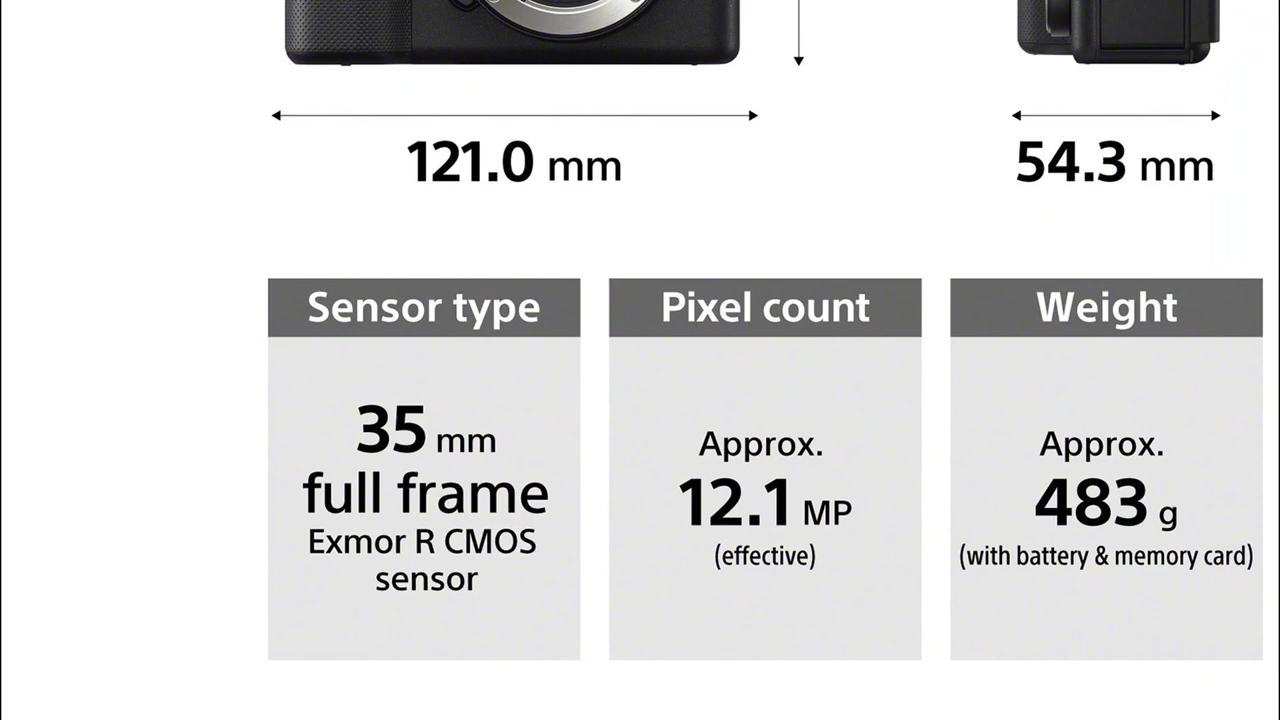 121.0 mm
54.3 mm
Sensor type
35 mm
full frame
Exmor R CMOS
sensor
Pixel count
Approx.
12.1 MP
(effective)
Weight
Approx.
483 g
(with battery & memory card)